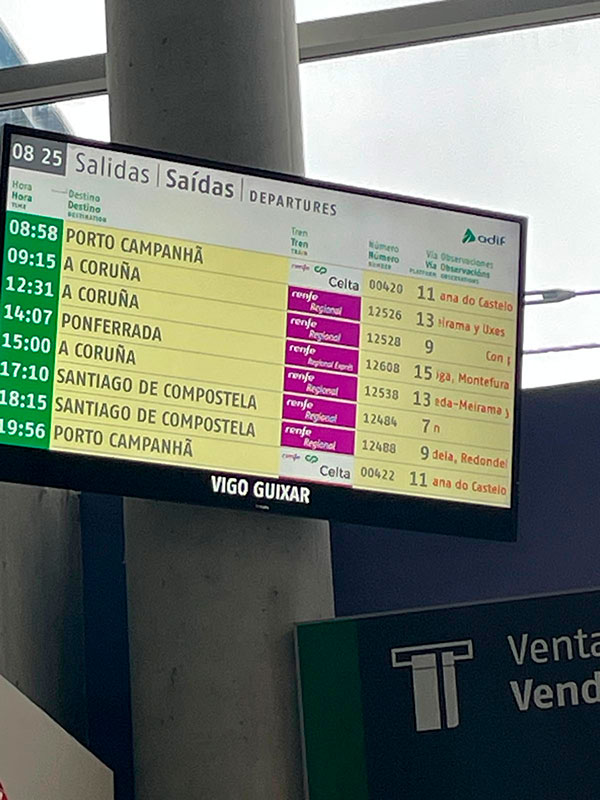 08 25 Salidas | Saídas | DEPARTURES
adif
Hora Destino Tren Número Vía Observaciones
Hora Destino Tren Número Vía Observacións
TIME DESTINATION TRAIN NUMBER PLATFORM OBSERVATIONS
08:58 PORTO CAMPANHÃ renfe Celta 00420 11 ana do Castelo
09:15 A CORUÑA renfe Regional 12526 13 eirama y Uxes
12:31 A CORUÑA renfe Regional 12528 9 Con
14:07 PONFERRADA renfe Regional Exprés 12608 15 Montefura
15:00 A CORUÑA renfe Regional 12538 13 eda-Meirama y
17:10 SANTIAGO DE COMPOSTELA renfe Regional 12484 7 n
18:15 SANTIAGO DE COMPOSTELA renfe Regional 12488 9 dela, Redondel
19:56 PORTO CAMPANHÃ renfe Celta 00422 11 ana do Castelo
VIGO GUIXAR
Venta
Vend